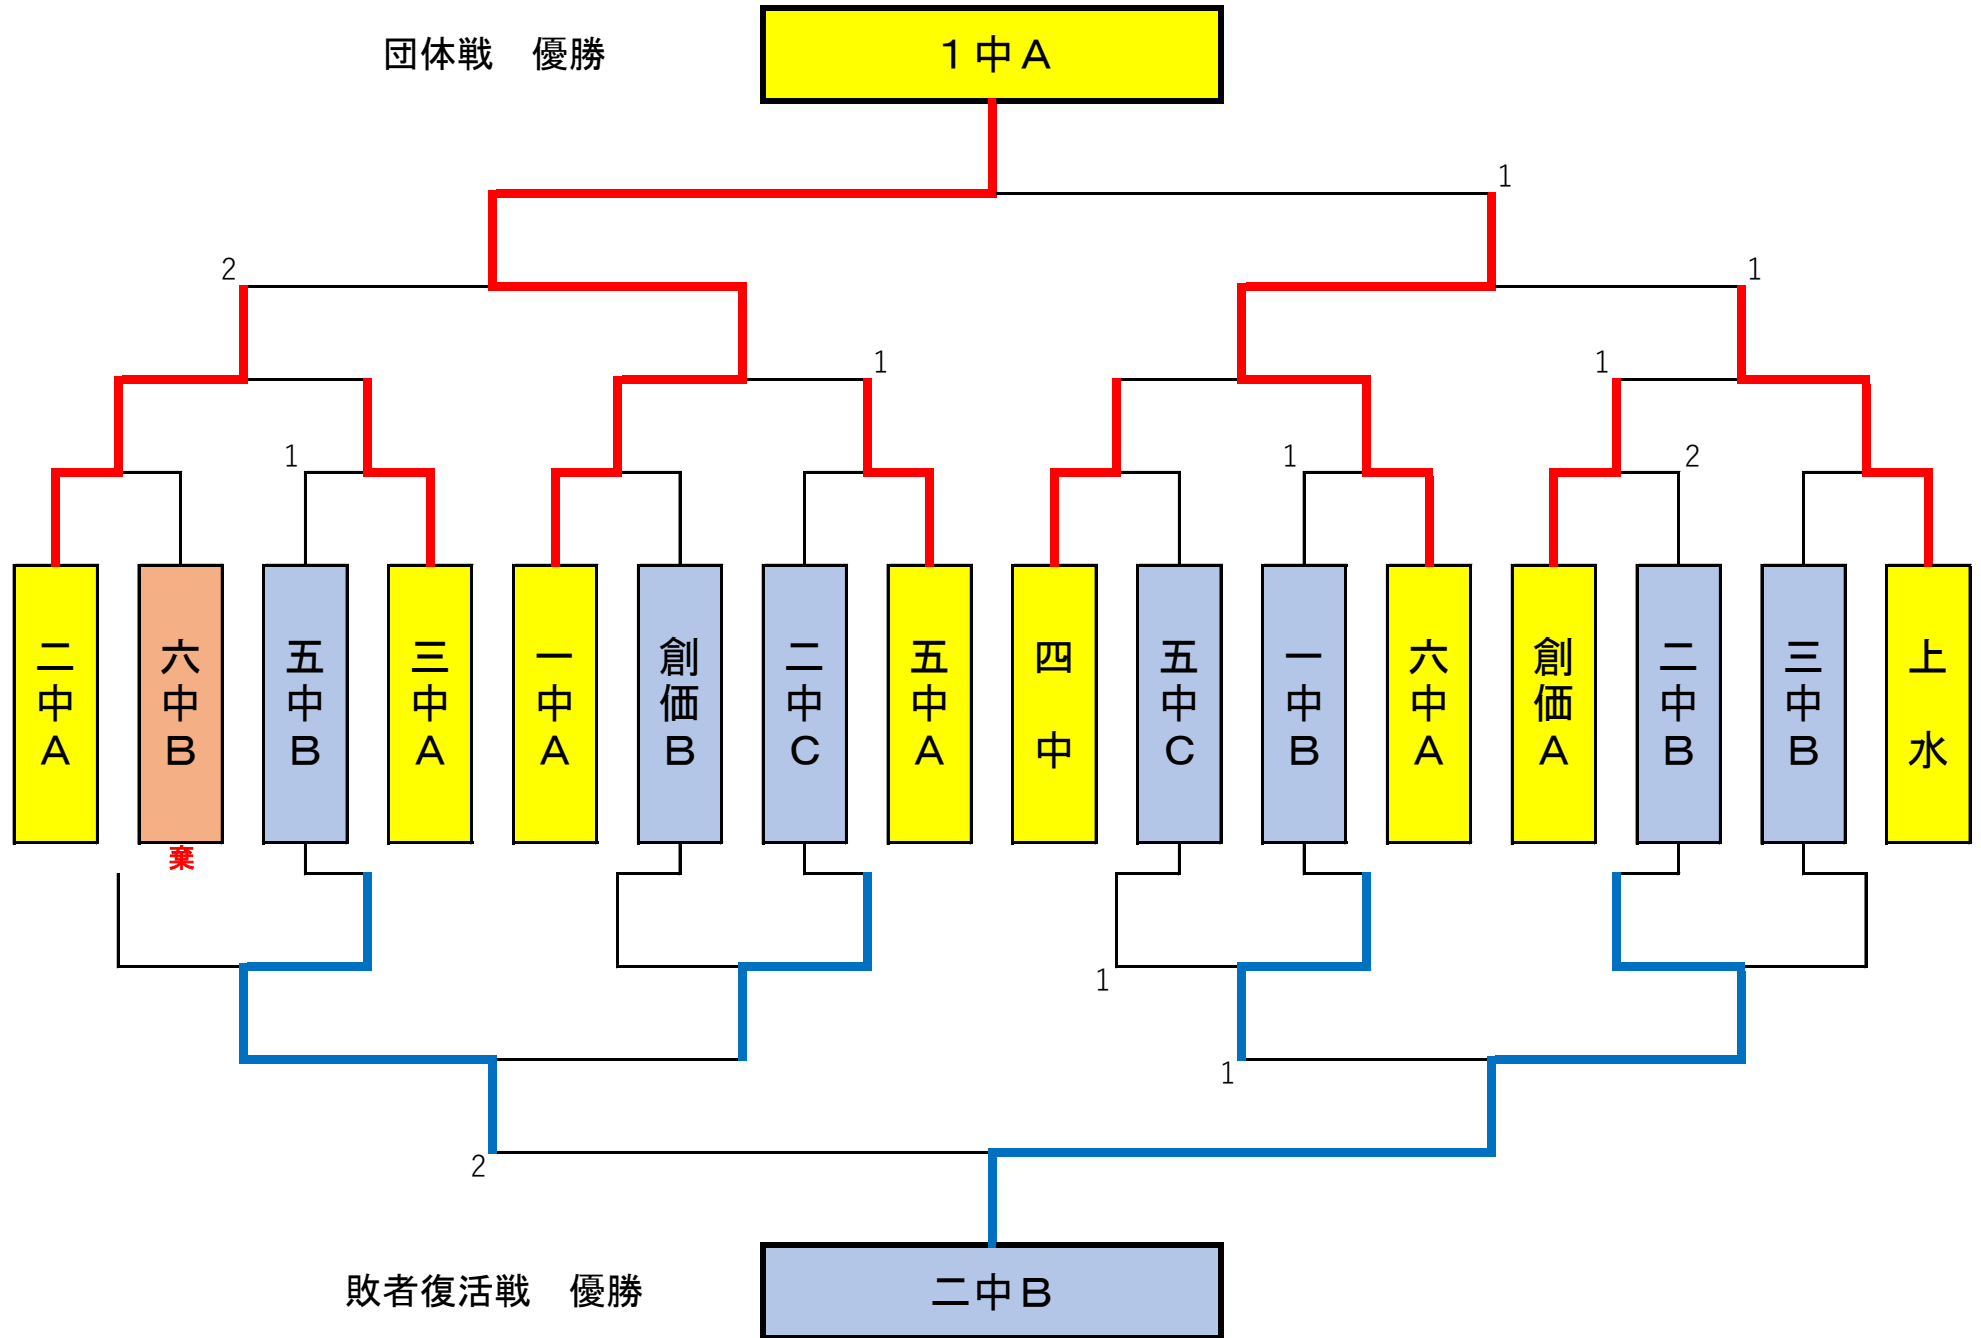 団体戦　優勝
１中Ａ
1
2
1
1
1
1
1
2
二中Ａ
六中Ｂ
五中Ｂ
三中Ａ
一中Ａ
創価Ｂ
二中Ｃ
五中Ａ
四　中
五中Ｃ
一中Ｂ
六中Ａ
創価Ａ
二中Ｂ
三中Ｂ
上　水
棄
1
1
2
敗者復活戦　優勝
二中Ｂ